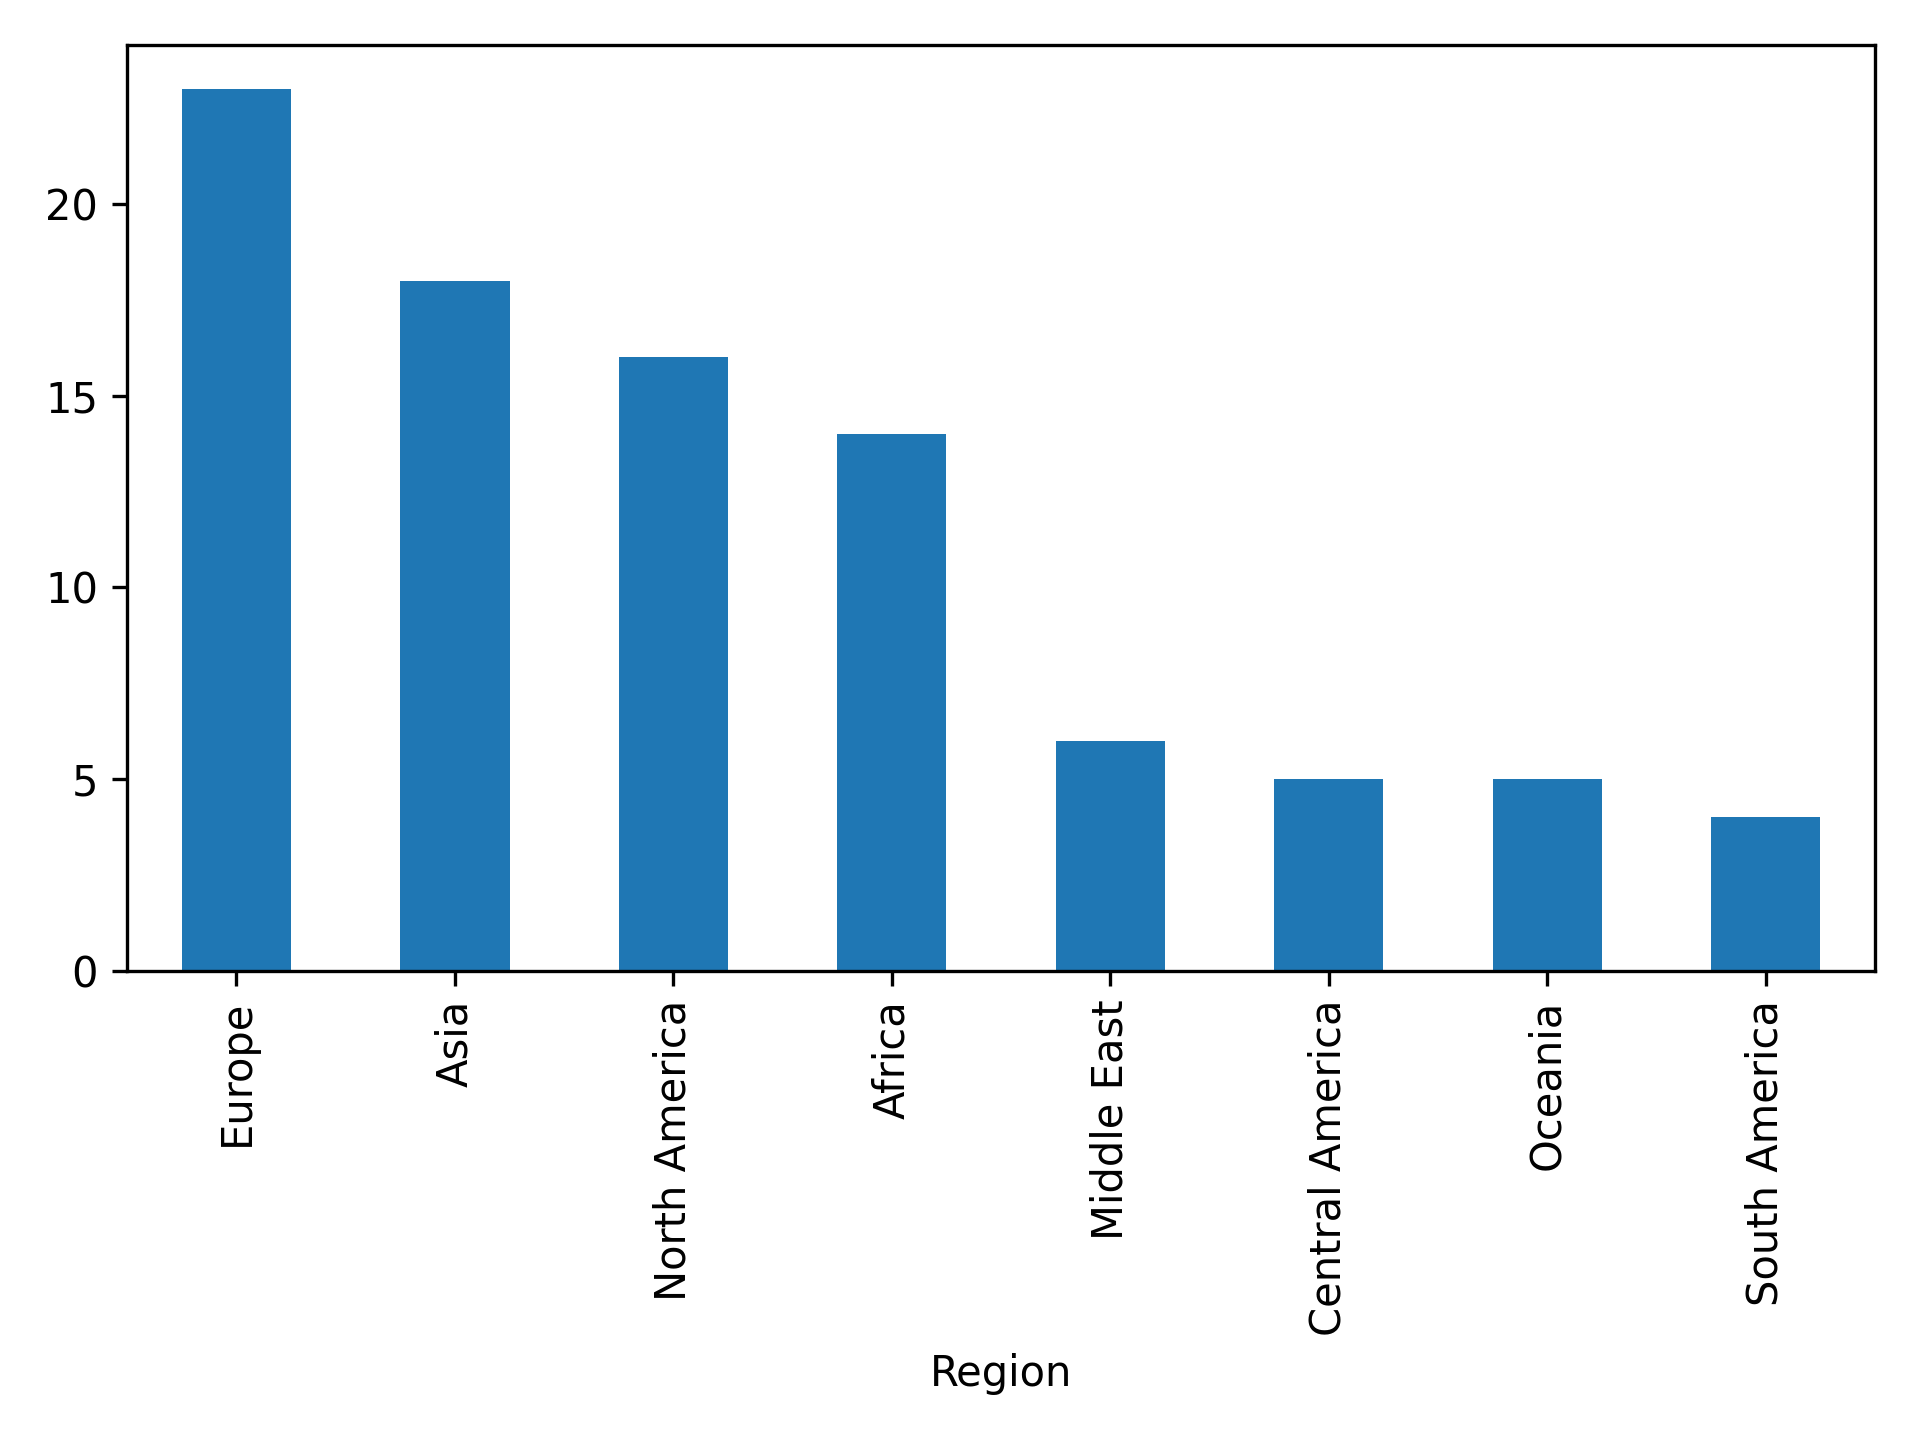 20
15
10
5
0
Europe
Asia
North America
Africa
Middle East
Central America
Oceania
South America
Region